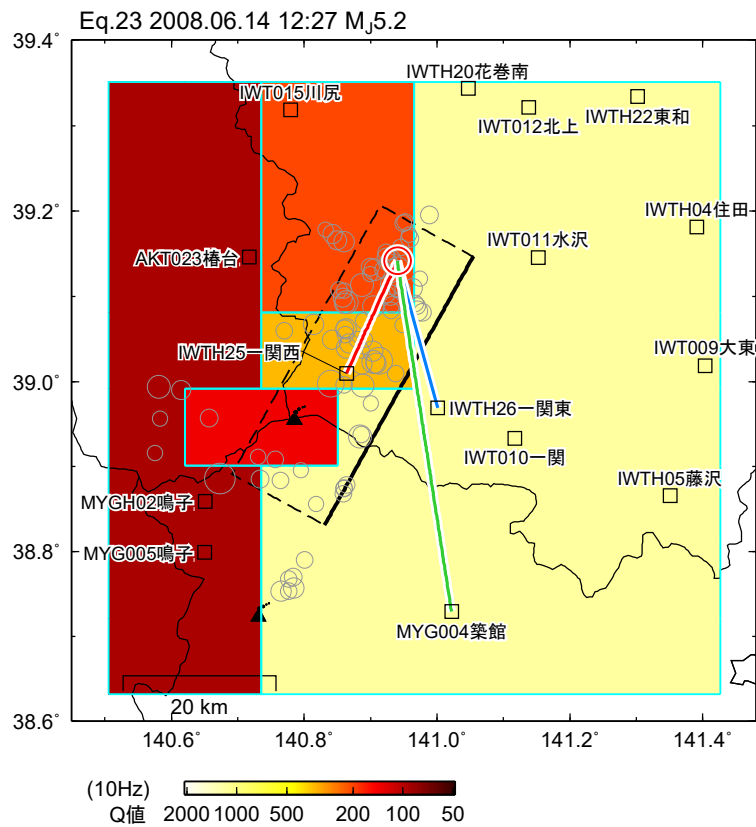 Eq.23 2008.06.14 12:27 MJ5.2
39.4°
IWTH20花巻南
IWT015川尻
IWT012北上
IWTH22東和
39.2°
IWTH04住田
IWT011水沢
AKT023椿台
IWTH25一関西
IWT009大東
39.0°
IWTH26一関東
IWT010一関
IWTH05藤沢
MYGH02鳴子
38.8°
MYG005鳴子
MYG004築館
20 km
38.6°
140.6° 140.8° 141.0° 141.2° 141.4°
(10Hz)
Q値
2000 1000 500 200 100 50